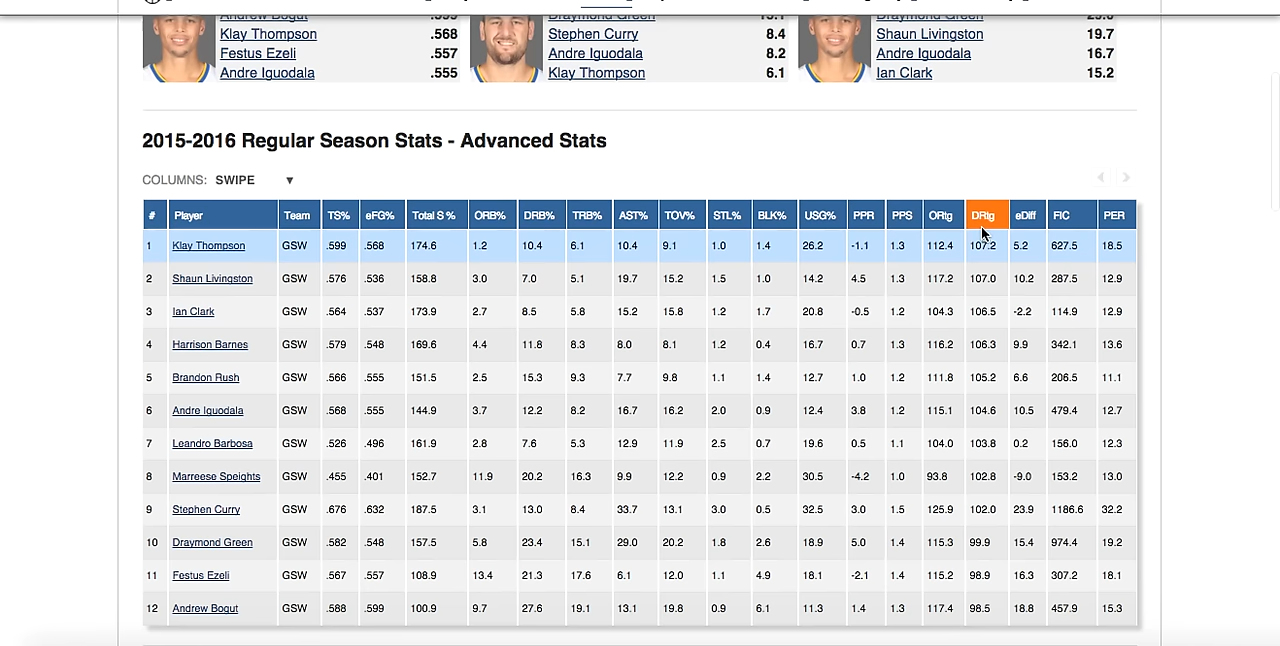 Andrew Bogut .599 Draymond Green 13.1 Draymond Green
Klay Thompson .568 Stephen Curry 8.4 Shaun Livingston 19.7
Festus Ezeli .557 Andre Iguodala 8.2 Andre Iguodala 16.7
Andre Iguodala .555 Klay Thompson 6.1 Ian Clark 15.2
2015-2016 Regular Season Stats - Advanced Stats
COLUMNS: SWIPE ▼
# Player Team TS% eFG% Total S % ORB% DRB% TRB% AST% TOV% STL% BLK% USG% PPR PPS ORtg DRtg eDiff FIC PER
1 Klay Thompson GSW .599 .568 174.6 1.2 10.4 6.1 10.4 9.1 1.0 1.4 26.2 -1.1 1.3 112.4 107.2 5.2 627.5 18.5
2 Shaun Livingston GSW .576 .536 158.8 3.0 7.0 5.1 19.7 15.2 1.5 1.0 14.2 4.5 1.3 117.2 107.0 10.2 287.5 12.9
3 Ian Clark GSW .564 .537 173.9 2.7 8.5 5.8 15.2 15.8 1.2 1.7 20.8 -0.5 1.2 104.3 106.5 -2.2 114.9 12.9
4 Harrison Barnes GSW .579 .548 169.6 4.4 11.8 8.3 8.0 8.1 1.2 0.4 16.7 0.7 1.3 116.2 106.3 9.9 342.1 13.6
5 Brandon Rush GSW .566 .555 151.5 2.5 15.3 9.3 7.7 9.8 1.1 1.4 12.7 1.0 1.2 111.8 105.2 6.6 206.5 11.1
6 Andre Iguodala GSW .568 .555 144.9 3.7 12.2 8.2 16.7 16.2 2.0 0.9 12.4 3.8 1.2 115.1 104.6 10.5 479.4 12.7
7 Leandro Barbosa GSW .526 .496 161.9 2.8 7.6 5.3 12.9 11.9 2.5 0.7 19.6 0.5 1.1 104.0 103.8 0.2 156.0 12.3
8 Marreese Speights GSW .455 .401 152.7 11.9 20.2 16.3 9.9 12.2 0.9 2.2 30.5 -4.2 1.0 93.8 102.8 -9.0 153.2 13.0
9 Stephen Curry GSW .676 .632 187.5 3.1 13.0 8.4 33.7 13.1 3.0 0.5 32.5 3.0 1.5 125.9 102.0 23.9 1186.6 32.2
10 Draymond Green GSW .582 .548 157.5 5.8 23.4 15.1 29.0 20.2 1.8 2.6 18.9 5.0 1.4 115.3 99.9 15.4 974.4 19.2
11 Festus Ezeli GSW .567 .557 108.9 13.4 21.3 17.6 6.1 12.0 1.1 4.9 18.1 -2.1 1.4 115.2 98.9 16.3 307.2 18.1
12 Andrew Bogut GSW .588 .599 100.9 9.7 27.6 19.1 13.1 19.8 0.9 6.1 11.3 1.4 1.3 117.4 98.5 18.8 457.9 15.3